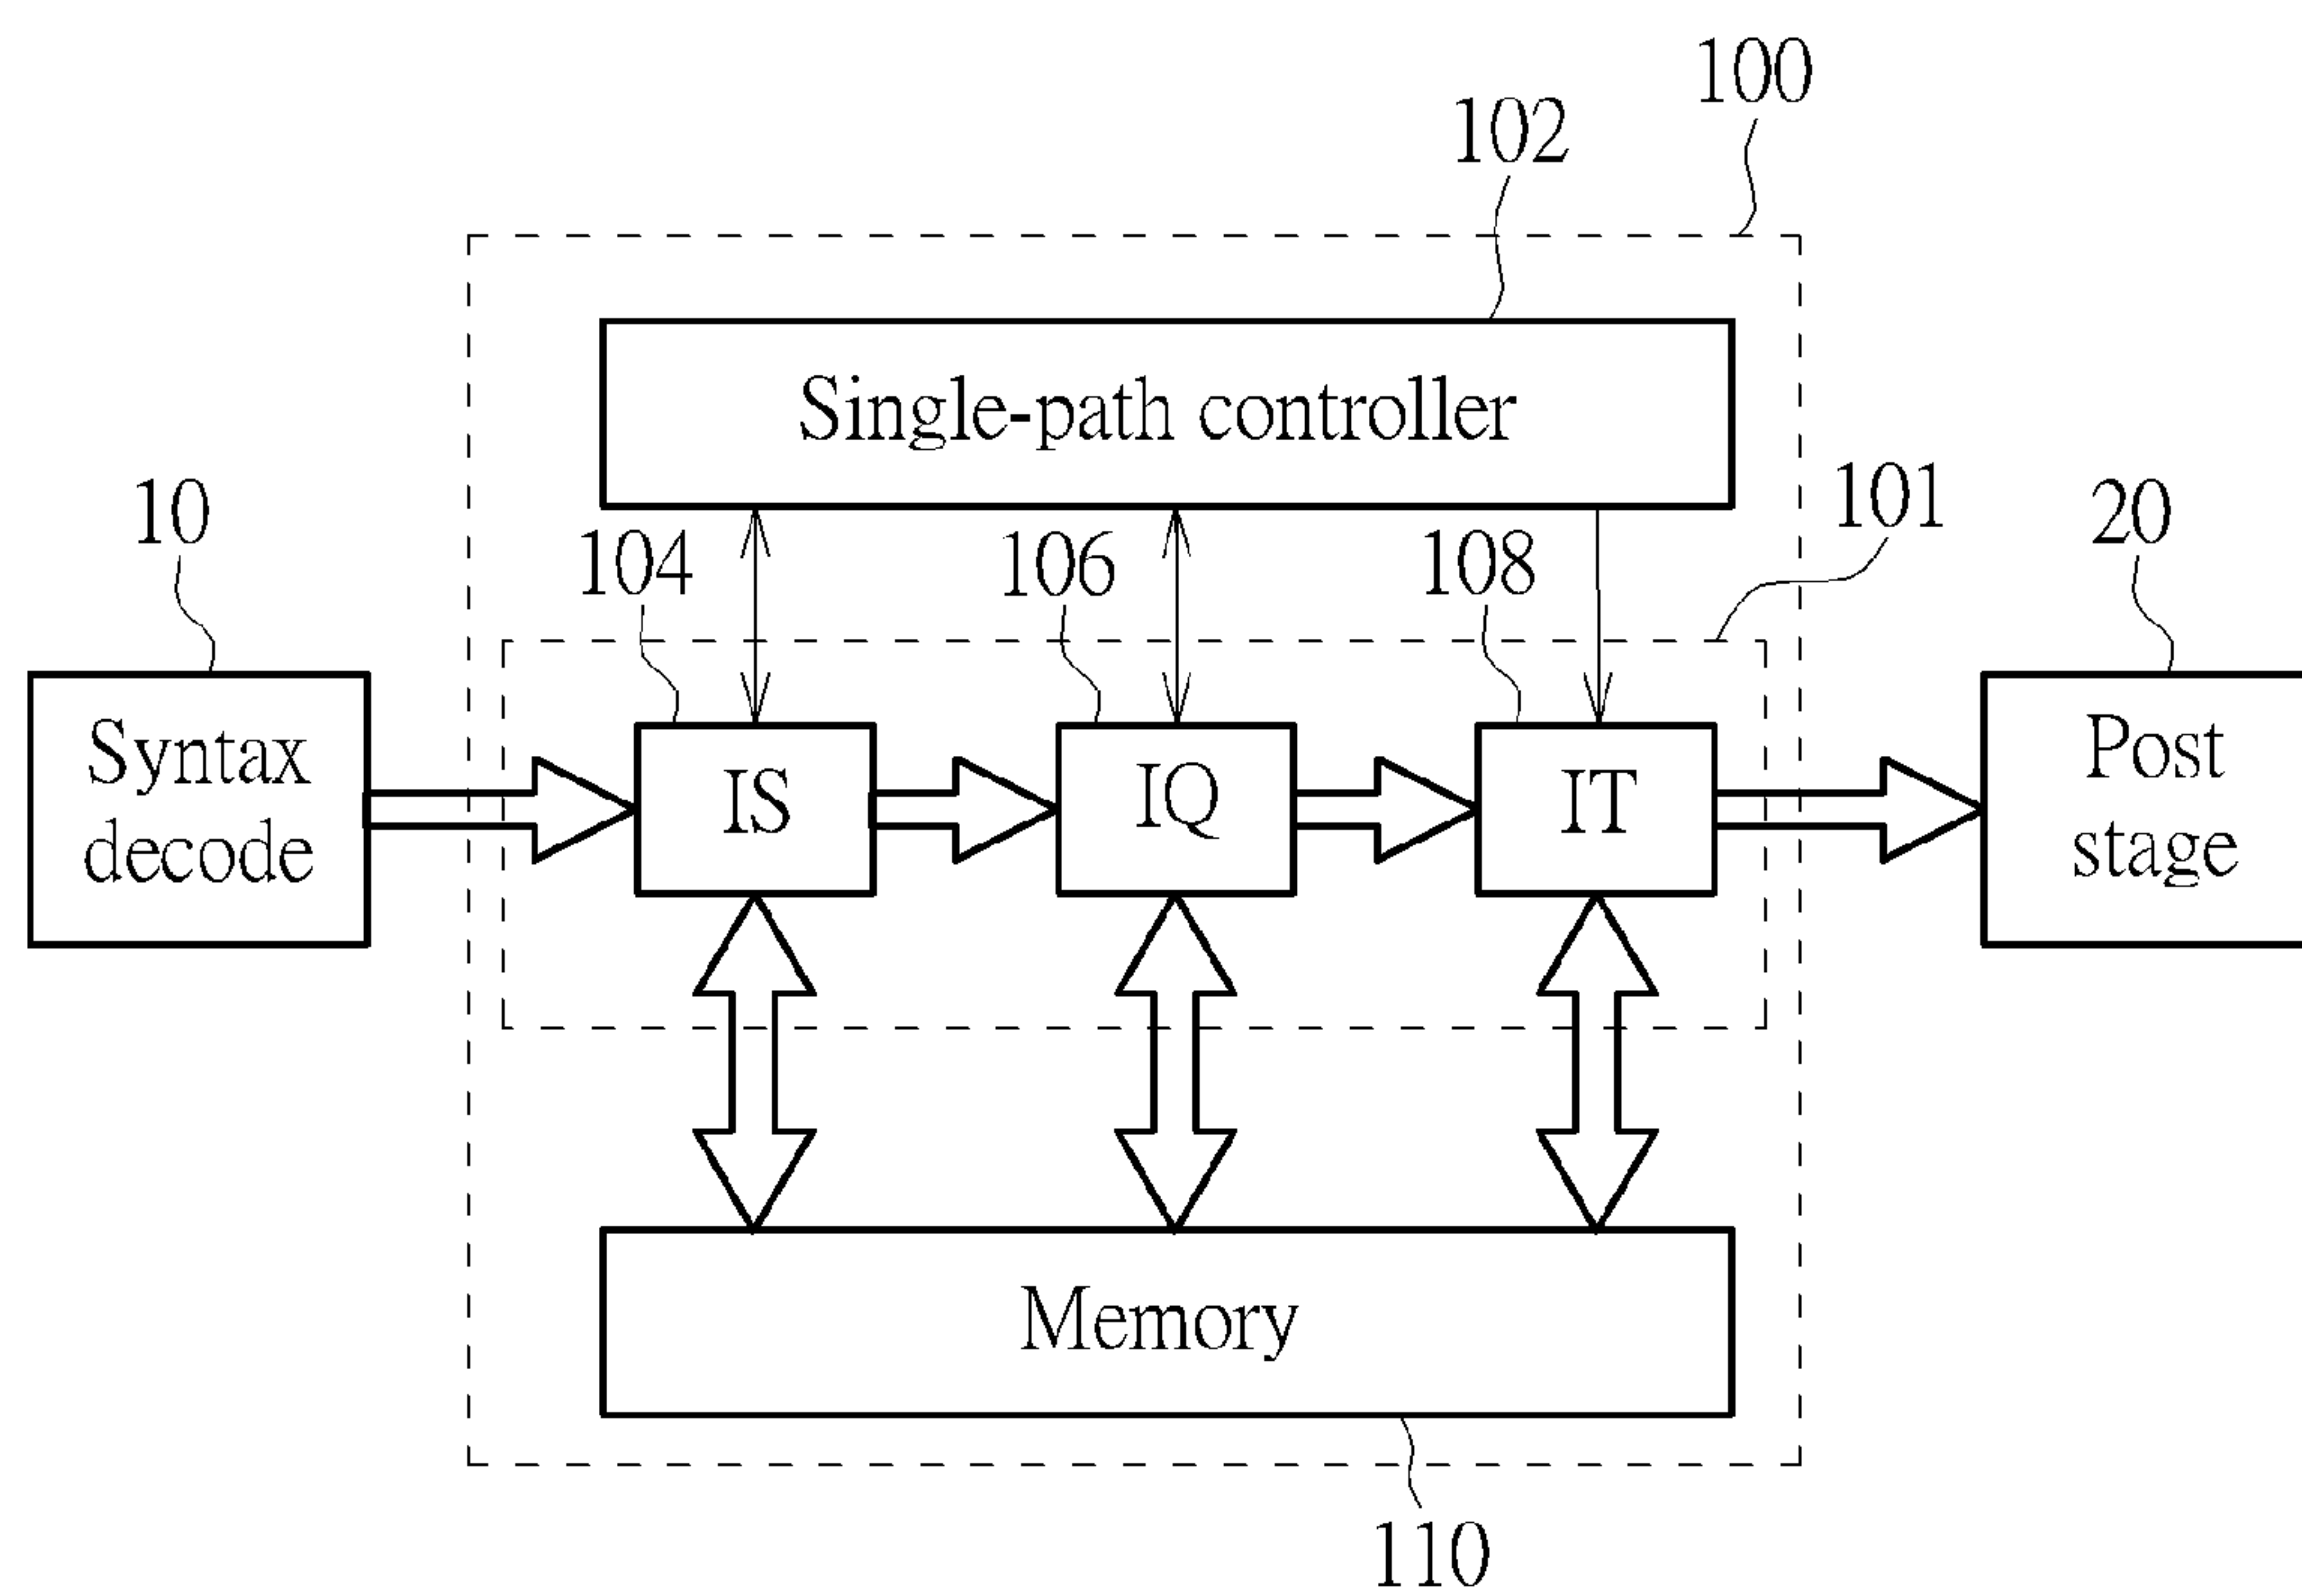 100
102
Single-path controller
101
10
20
104
106
108
Syntax
decode
IS
IQ
IT
Post
stage
Memory
110